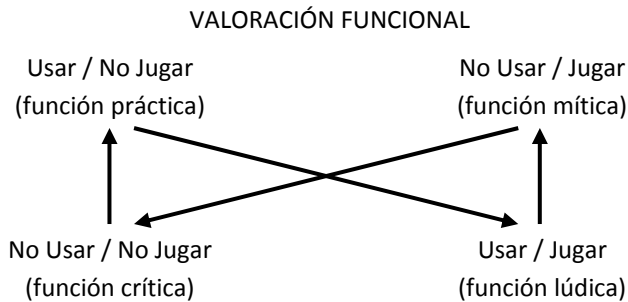 VALORACIÓN FUNCIONAL
Usar / No Jugar
(función práctica)
No Usar / Jugar
(función mítica)
No Usar / No Jugar
(función crítica)
Usar / Jugar
(función lúdica)